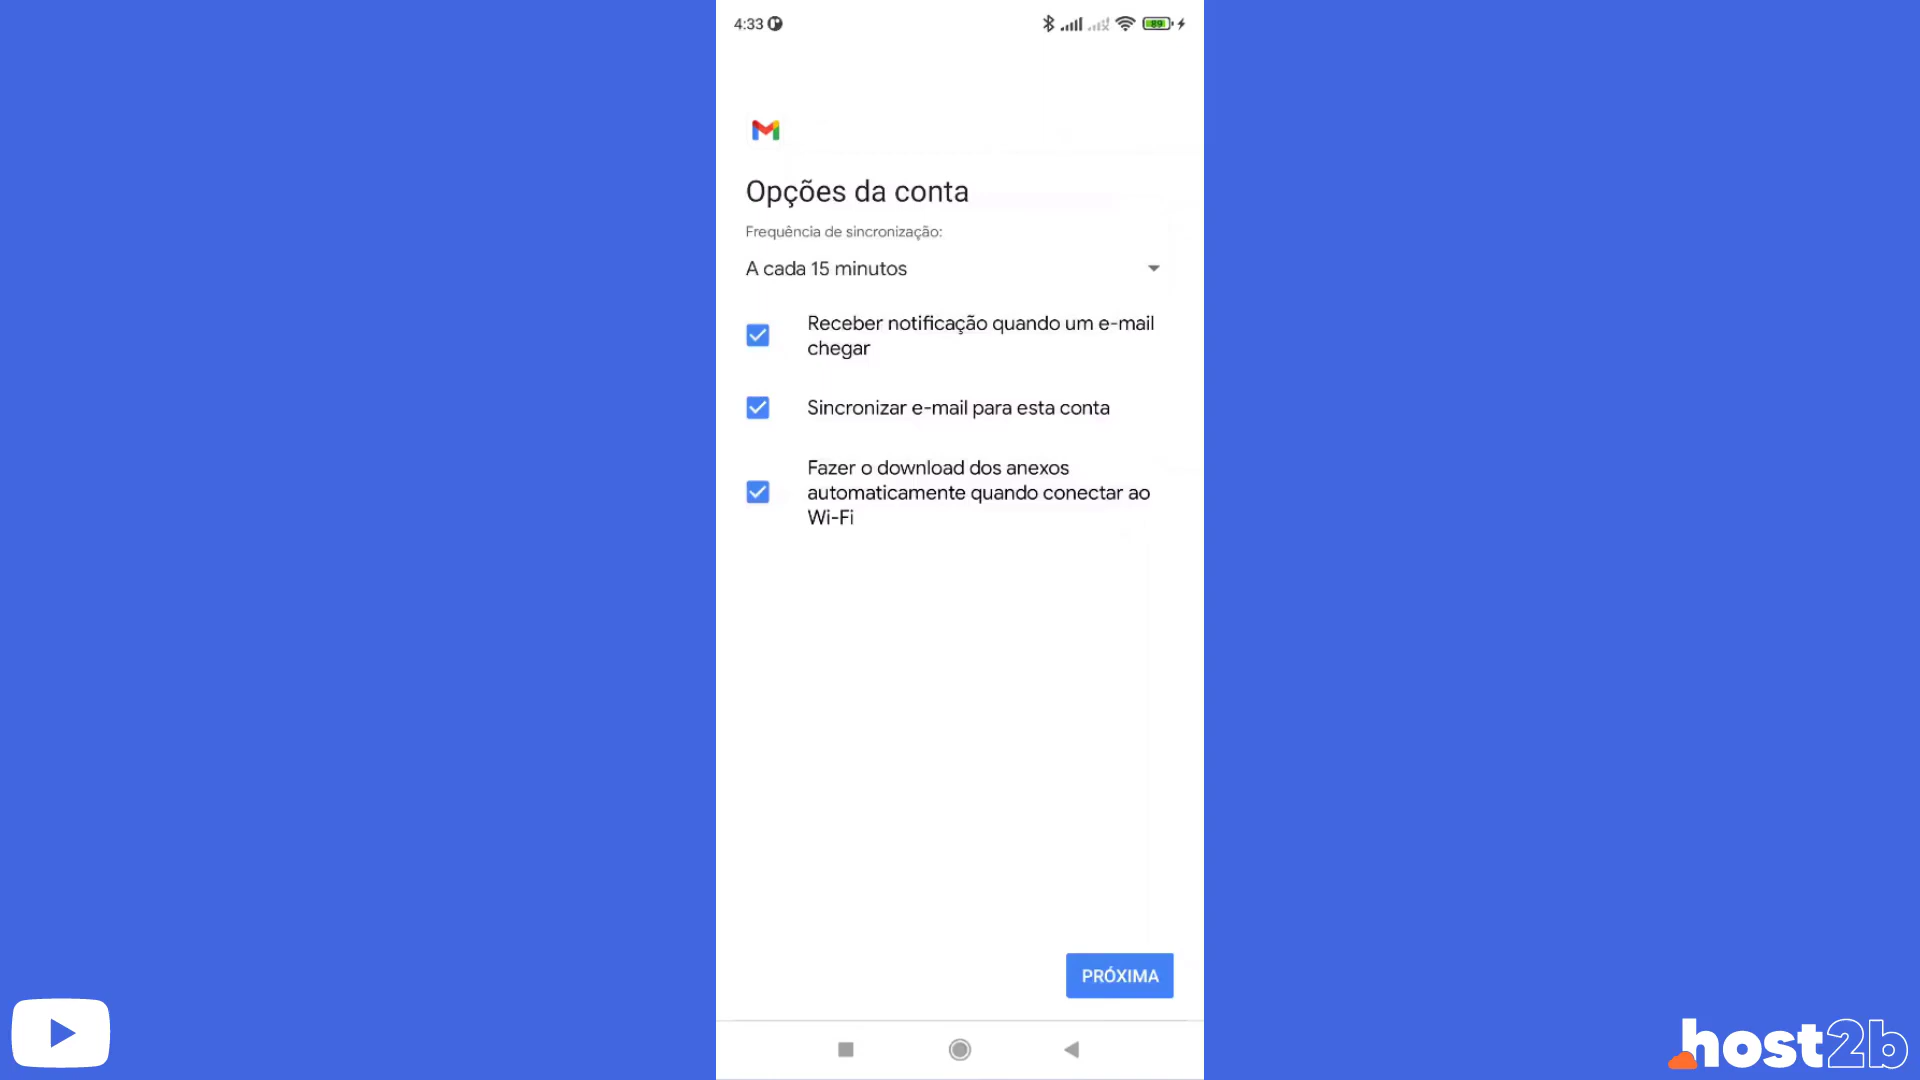 4:33
89
Opções da conta
Frequência de sincronização:
A cada 15 minutos
Receber notificação quando um e-mail
chegar
Sincronizar e-mail para esta conta
Fazer o download dos anexos
automaticamente quando conectar ao
Wi-Fi
PRÓXIMA
host2b